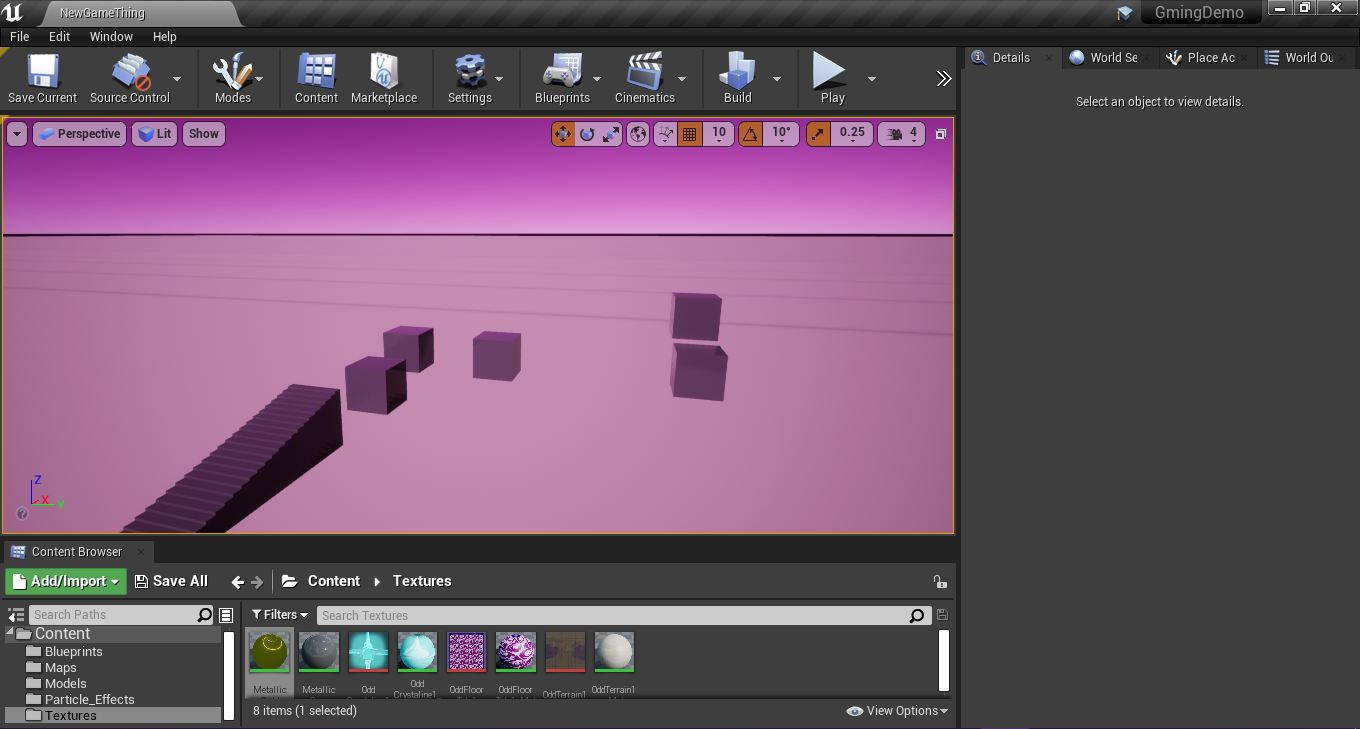 NewGameThing
GmingDemo
File Edit Window Help
Save Current Source Control Modes Content Marketplace Settings Blueprints Cinematics Build Play
Details World Se Place Ac World Ou
Select an object to view details.
Perspective Lit Show 10 10° 0.25 4
Z
X
Y
?
Content Browser
Add/Import Save All Content Textures
Search Paths
Filters Search Textures
Content
Blueprints
Maps
Models
Particle_Effects
Textures
Metallic Metallic Odd Odd OddFloor OddFloor OddTerrain1 OddTerrain1
Crystaline1
8 items (1 selected) View Options